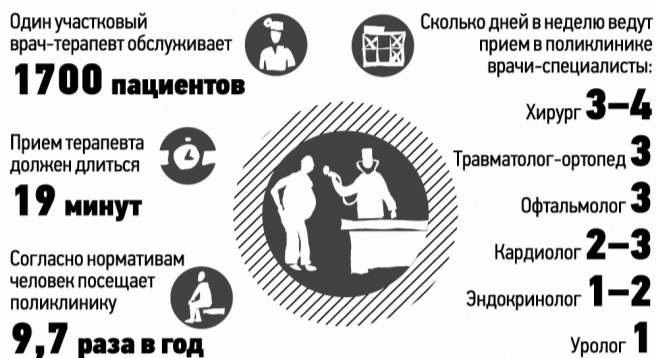 Один участковый
врач-терапевт обслуживает
1700 пациентов
Прием терапевта
должен длиться
19 минут
Согласно нормативам
человек посещает
поликлинику
9,7 раза в год
Сколько дней в неделю ведут
прием в поликлинике
врачи-специалисты:
Хирург 3–4
Травматолог-ортопед 3
Офтальмолог 3
Кардиолог 2–3
Эндокринолог 1–2
Уролог 1